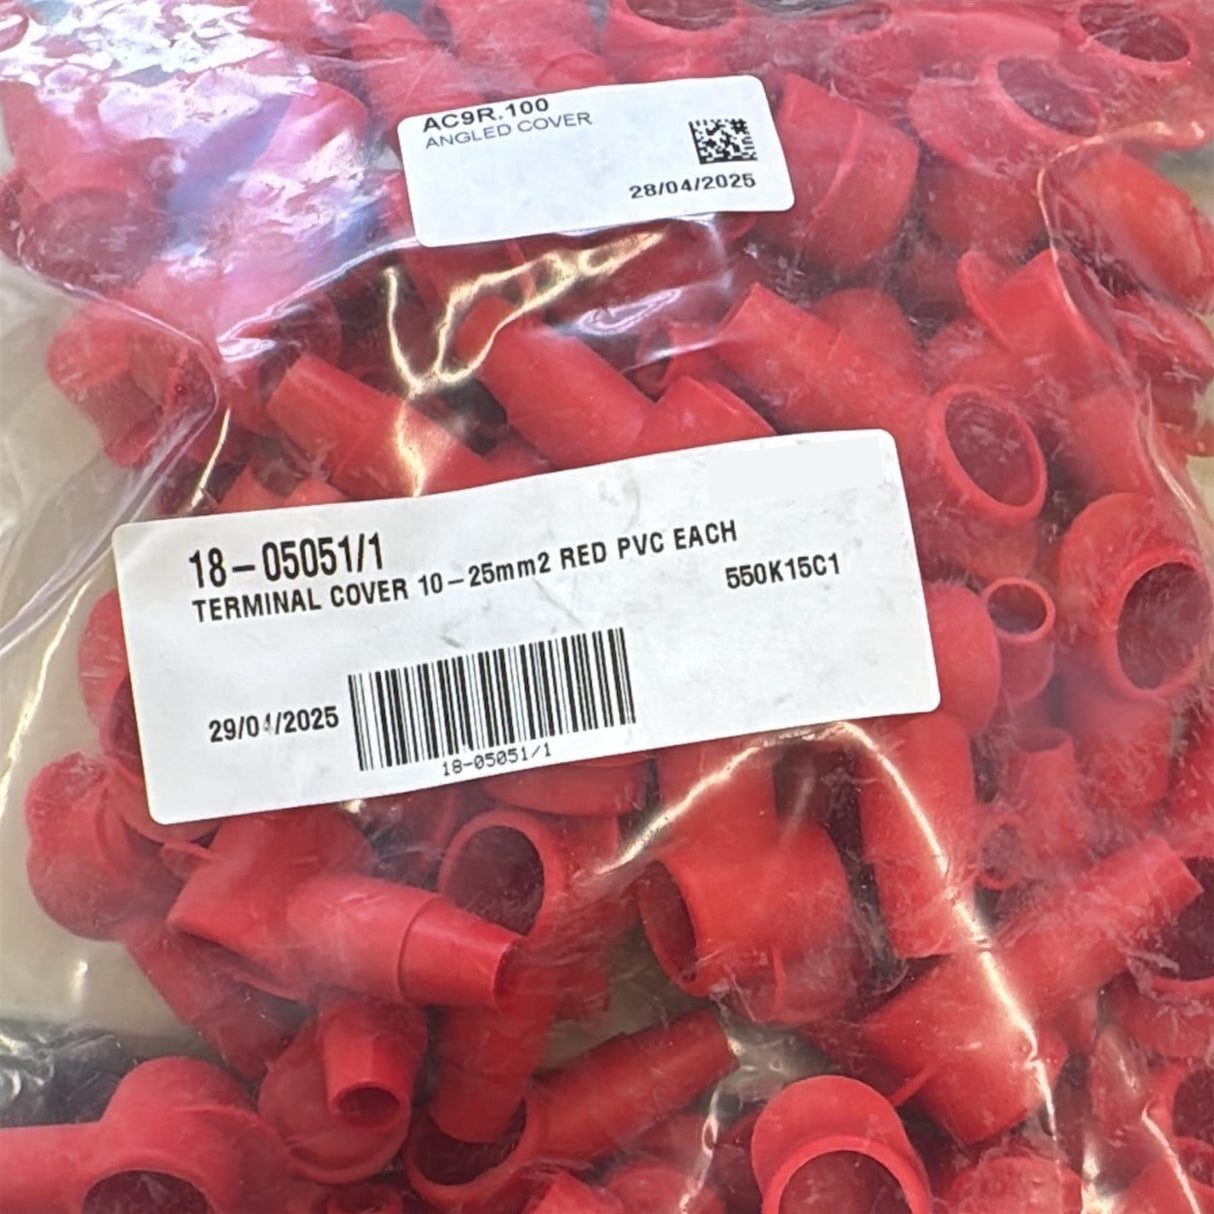 AC9R.100
ANGLED COVER
28/04/2025
18-05051/1
TERMINAL COVER 10-25mm2 RED PVC EACH
550K15C1
29/04/2025
18-05051/1